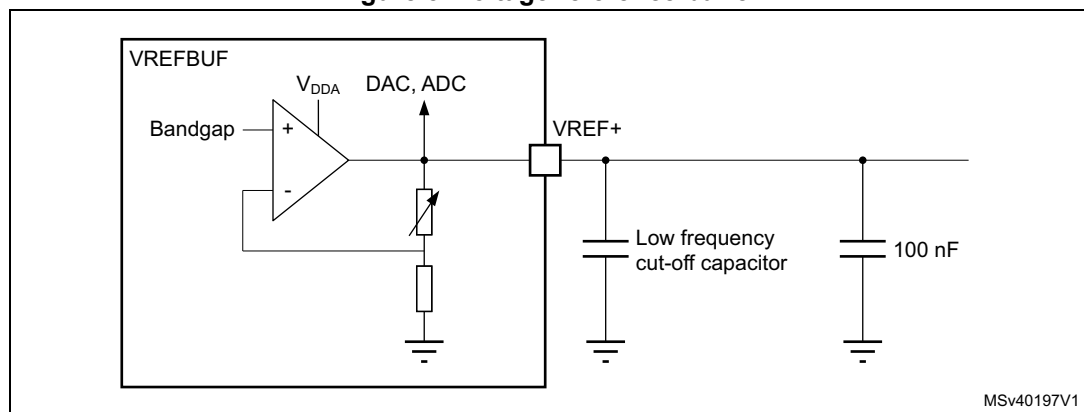 VREFBUF
VDDA
DAC, ADC
Bandgap
+
-
VREF+
Low frequency
cut-off capacitor
100 nF
MSv40197V1